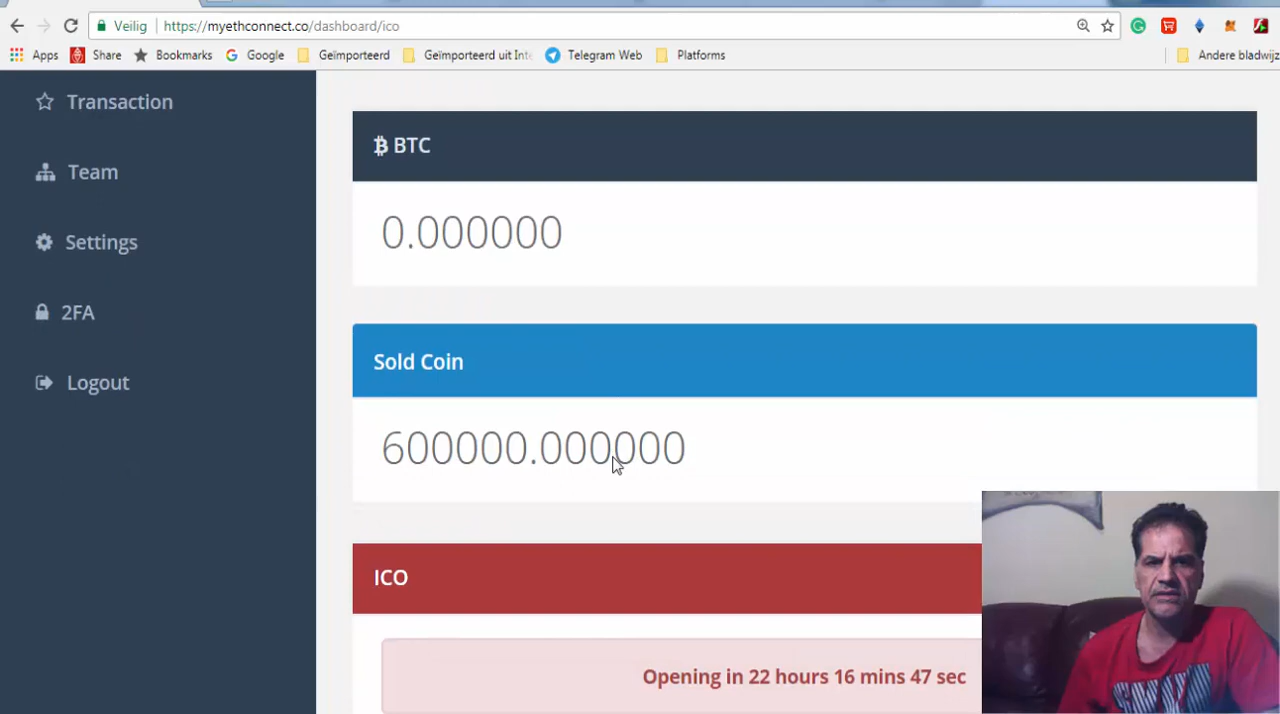 Veilig https://myethconnect.co/dashboard/ico
Apps Share Bookmarks Google Geïmporteerd Geïmporteerd uit Inte Telegram Web Platforms Andere bladwijz
Transaction
Team
Settings
2FA
Logout
BTC
0.000000
Sold Coin
600000.000000
ICO
Opening in 22 hours 16 mins 47 sec